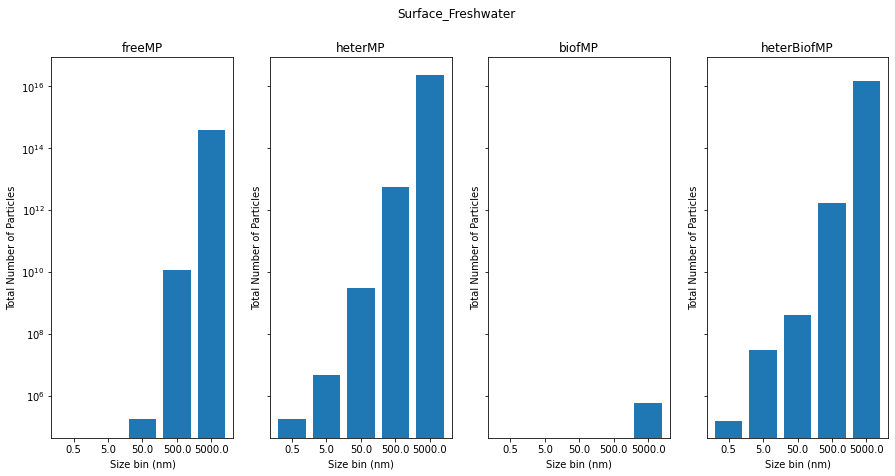 Surface_Freshwater
freeMP
heterMP
biofMP
heterBiofMP
Total Number of Particles
10^16
10^14
10^12
10^10
10^8
10^6
0.5 5.0 50.0 500.0 5000.0
Size bin (nm)
Total Number of Particles
0.5 5.0 50.0 500.0 5000.0
Size bin (nm)
Total Number of Particles
0.5 5.0 50.0 500.0 5000.0
Size bin (nm)
Total Number of Particles
0.5 5.0 50.0 500.0 5000.0
Size bin (nm)